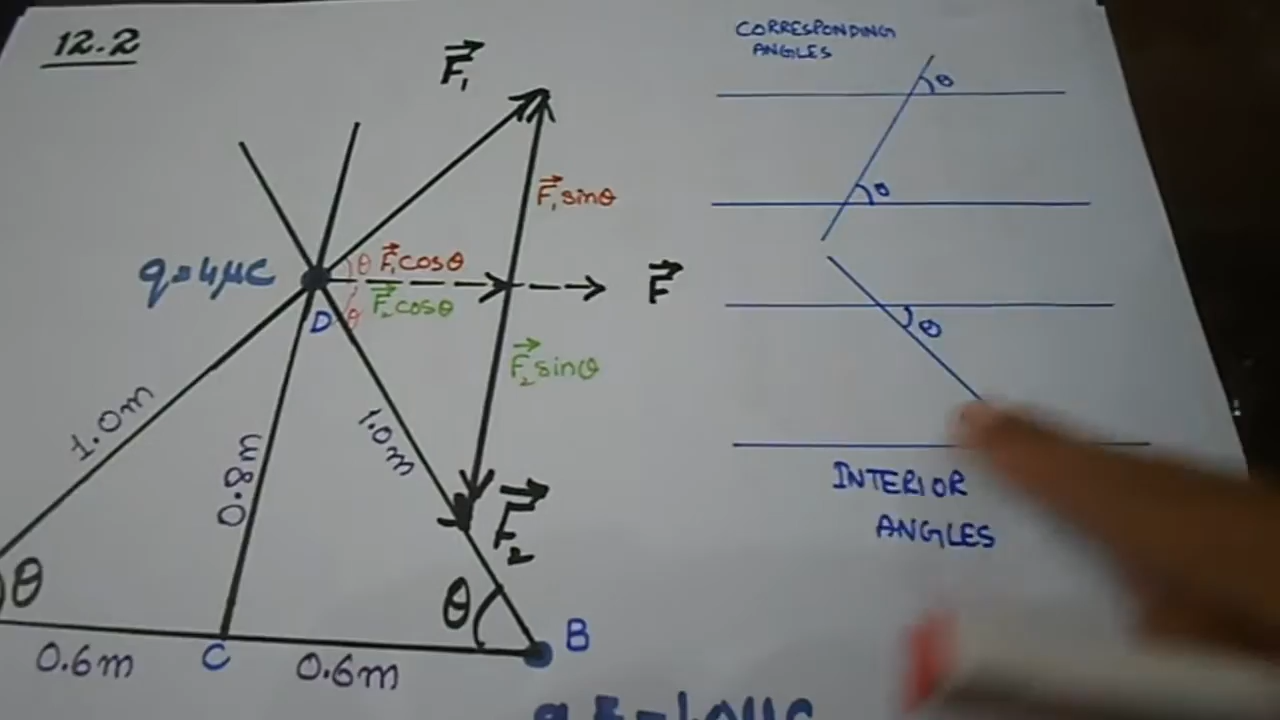 12.2
F₁
CORRESPONDING
ANGLES
θ
θ
F₁sinθ
q=4μC
θ F₁cosθ
F
F₂cosθ
θ
D
θ
F₂sinθ
1.0m
1.0m
0.8m
INTERIOR
ANGLES
F₂
θ
θ
B
0.6m
C
0.6m